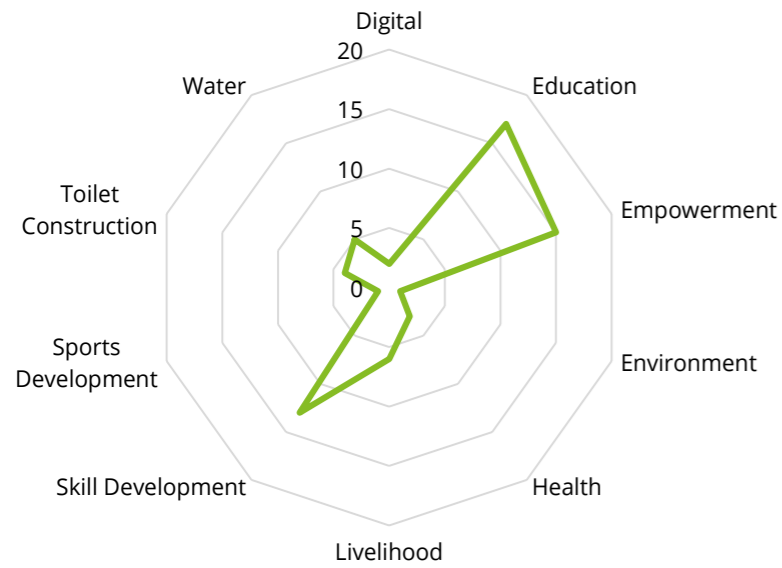 Digital
20
Education
15
Empowerment
10
5
0
Environment
Health
Livelihood
Skill Development
Sports
Development
Toilet
Construction
Water